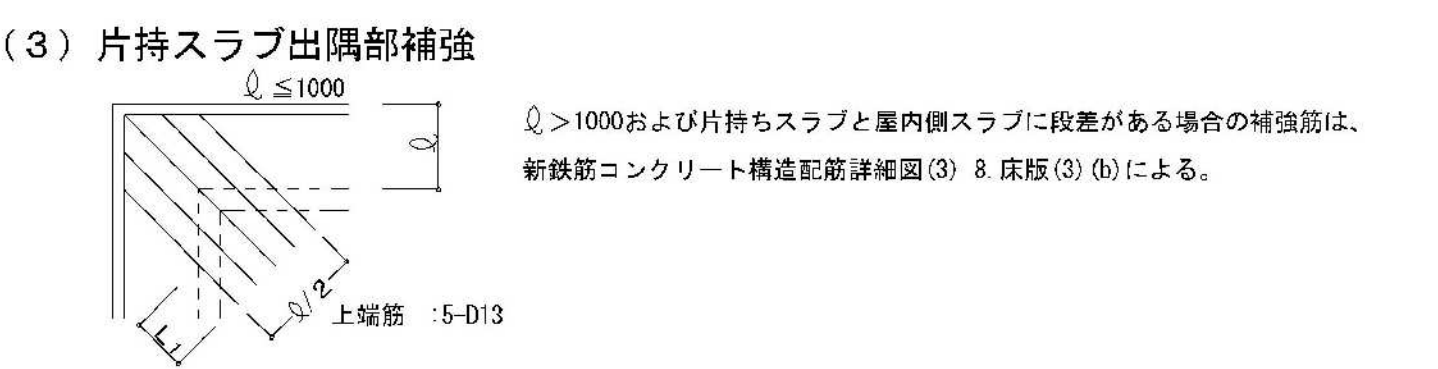 (3) 片持スラブ出隅部補強
ℓ ≦1000
ℓ
ℓ>1000および片持ちスラブと屋内側スラブに段差がある場合の補強筋は、
新鉄筋コンクリート構造配筋詳細図(3) 8.床版(3)(b)による。
ℓ/2
上端筋 :5-D13
L1